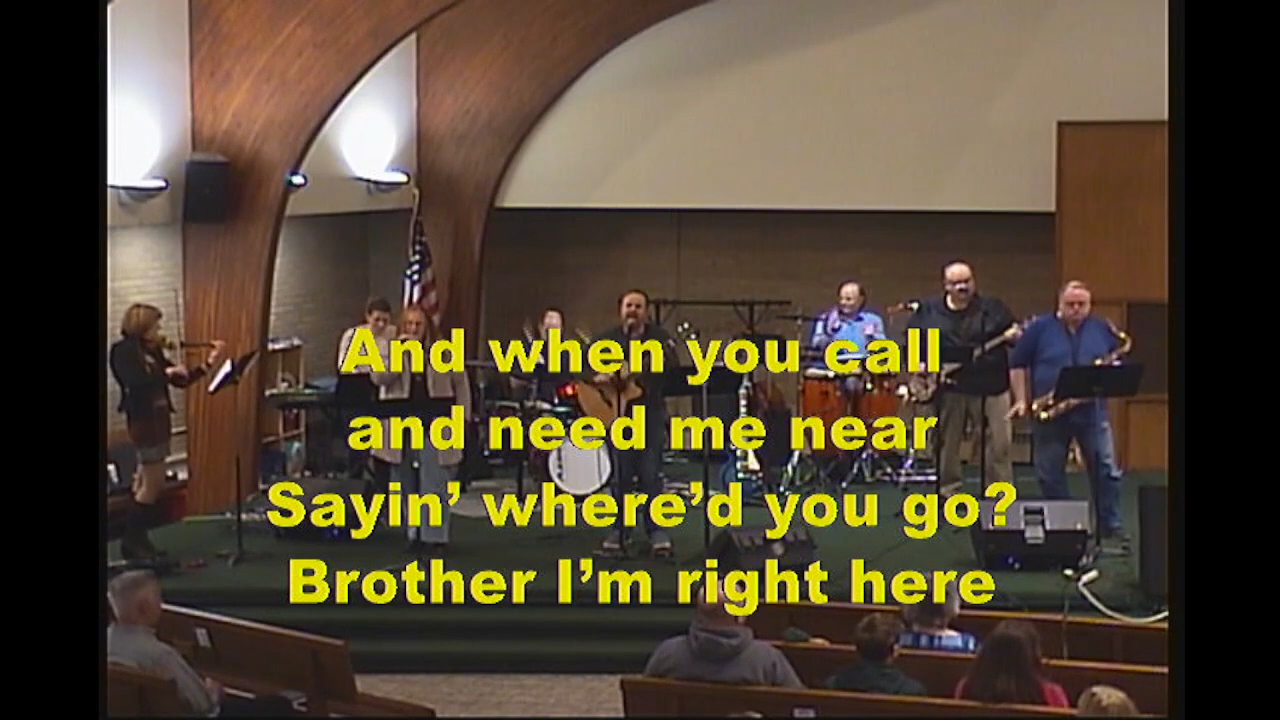 And when you call
and need me near
Sayin’ where’d you go?
Brother I’m right here